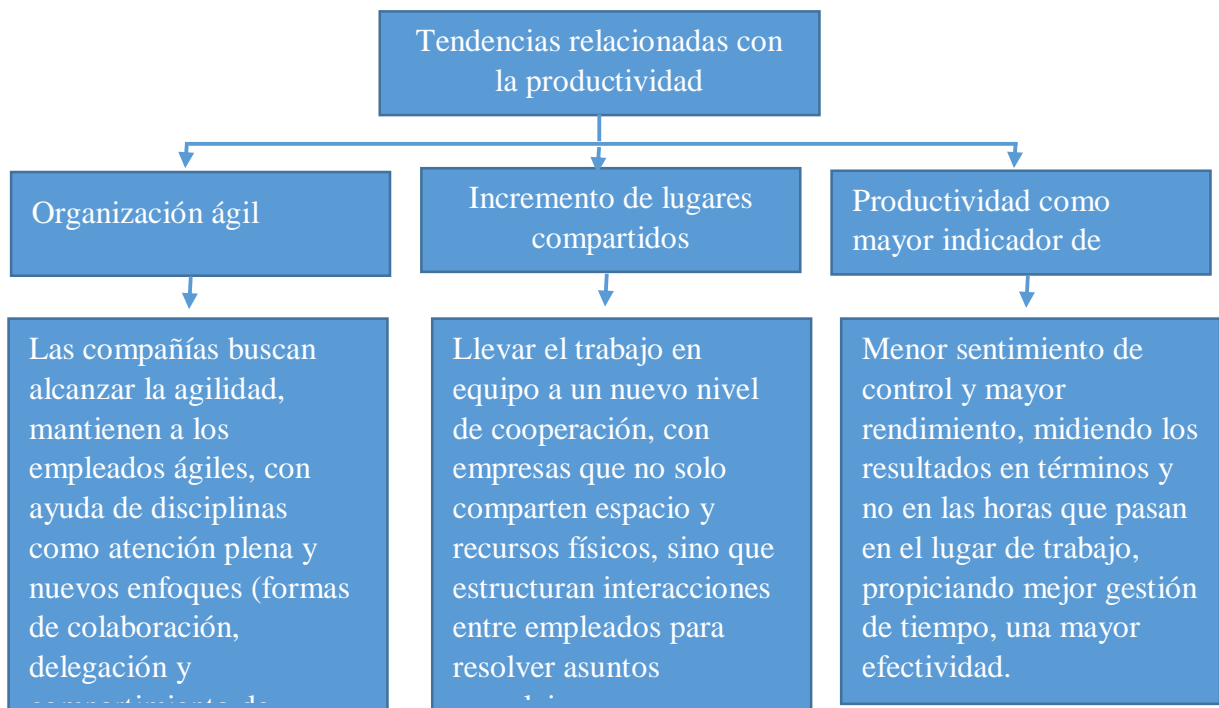 Tendencias relacionadas con
la productividad
Organización ágil
Incremento de lugares
compartidos
Productividad como
mayor indicador de
Las compañías buscan
alcanzar la agilidad,
mantienen a los
empleados ágiles, con
ayuda de disciplinas
como atención plena y
nuevos enfoques (formas
de colaboración,
delegación y
Llevar el trabajo en
equipo a un nuevo nivel
de cooperación, con
empresas que no solo
comparten espacio y
recursos físicos, sino que
estructuran interacciones
entre empleados para
resolver asuntos
Menor sentimiento de
control y mayor
rendimiento, midiendo los
resultados en términos y
no en las horas que pasan
en el lugar de trabajo,
propiciando mejor gestión
de tiempo, una mayor
efectividad.